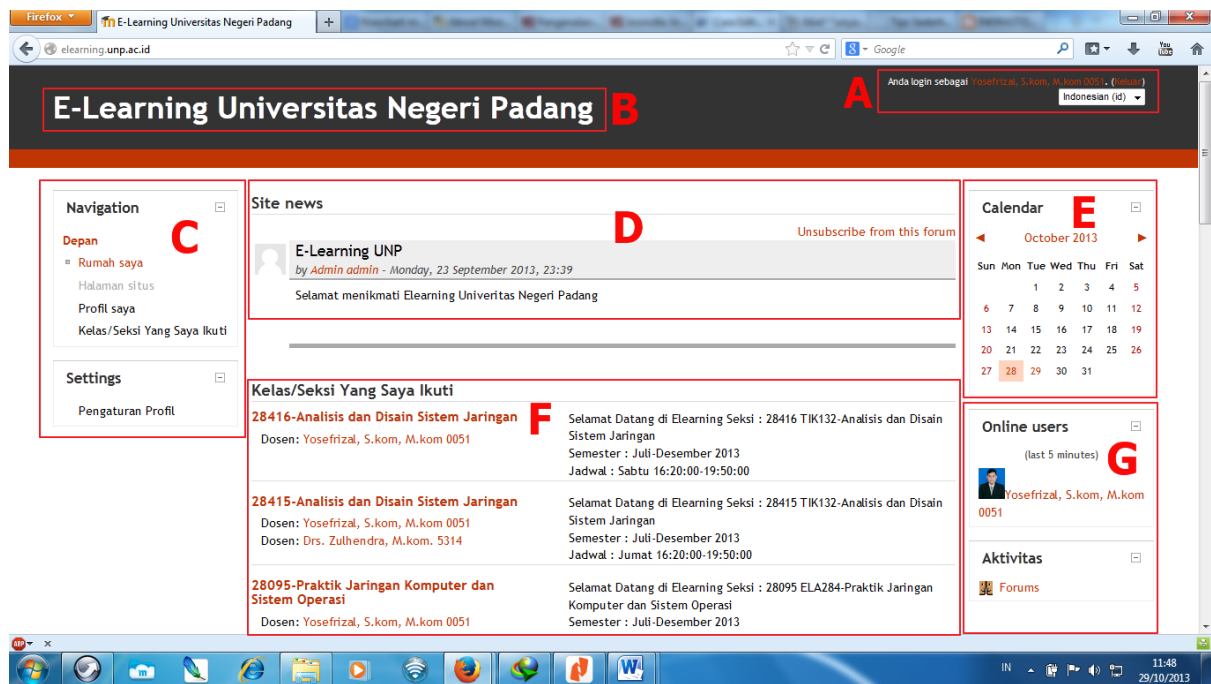 Firefox
E-Learning Universitas Negeri Padang
elearning.unp.ac.id
Google
You
Tube
Anda login sebagai Yosefrizal, S.kom, M.kom 0051. (Keluar)
Indonesian (id)
A
E-Learning Universitas Negeri Padang
B
Navigation
C
Depan
Rumah saya
Halaman situs
Profil saya
Kelas/Seksi Yang Saya Ikuti
Settings
Pengaturan Profil
Site news
D
Unsubscribe from this forum
E-Learning UNP
by Admin admin - Monday, 23 September 2013, 23:39
Selamat menikmati Elearning Univeritas Negeri Padang
Kelas/Seksi Yang Saya Ikuti
F
28416-Analisis dan Disain Sistem Jaringan
Dosen: Yosefrizal, S.kom, M.kom 0051
Selamat Datang di Elearning Seksi : 28416 TIK132-Analisis dan Disain
Sistem Jaringan
Semester : Juli-Desember 2013
Jadwal : Sabtu 16:20:00-19:50:00
28415-Analisis dan Disain Sistem Jaringan
Dosen: Yosefrizal, S.kom, M.kom 0051
Dosen: Drs. Zulhendra, M.kom. 5314
Selamat Datang di Elearning Seksi : 28415 TIK132-Analisis dan Disain
Sistem Jaringan
Semester : Juli-Desember 2013
Jadwal : Jumat 16:20:00-19:50:00
28095-Praktik Jaringan Komputer dan
Sistem Operasi
Dosen: Yosefrizal, S.kom, M.kom 0051
Selamat Datang di Elearning Seksi : 28095 ELA284-Praktik Jaringan
Komputer dan Sistem Operasi
Semester : Juli-Desember 2013
Calendar
E
October 2013
Sun Mon Tue Wed Thu Fri Sat
1 2 3 4 5
6 7 8 9 10 11 12
13 14 15 16 17 18 19
20 21 22 23 24 25 26
27 28 29 30 31
Online users
(last 5 minutes)
G
Yosefrizal, S.kom, M.kom
0051
Aktivitas
Forums
ABP
IN
11:48
29/10/2013